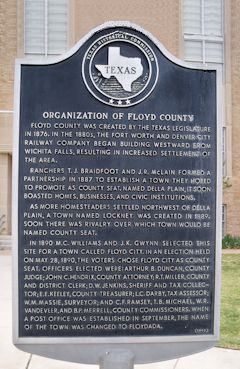 TEXAS HISTORICAL COMMISSION
TEXAS
ORGANIZATION OF FLOYD COUNTY
FLOYD COUNTY WAS CREATED BY THE TEXAS LEGISLATURE
IN 1876. IN THE 1880s, THE FORT WORTH AND DENVER CITY
RAILWAY COMPANY BEGAN BUILDING WESTWARD FROM
WICHITA FALLS, RESULTING IN INCREASED SETTLEMENT OF
THE AREA.
RANCHERS T.J. BRAIDFOOT AND J.R. McLAIN FORMED A
PARTNERSHIP IN 1887 TO ESTABLISH A TOWN THEY HOPED
TO PROMOTE AS COUNTY SEAT. NAMED DELLA PLAIN, IT SOON
BOASTED HOMES, BUSINESSES, AND CIVIC INSTITUTIONS.
AS MORE HOMESTEADERS SETTLED NORTHWEST OF DELLA
PLAIN, A TOWN NAMED LOCKNEY WAS CREATED IN 1889.
SOON THERE WAS RIVALRY OVER WHICH TOWN WOULD BE
NAMED COUNTY SEAT.
IN 1890 M.C. WILLIAMS AND J.K. GWYNN SELECTED THIS
SITE FOR A TOWN CALLED FLOYD CITY. IN AN ELECTION HELD
ON MAY 28, 1890, THE VOTERS CHOSE FLOYD CITY AS COUNTY
SEAT. OFFICERS ELECTED WERE: ARTHUR B. DUNCAN, COUNTY
JUDGE; JOHN C. HENDRIX, COUNTY ATTORNEY; R.T. MILLER, COUNTY
AND DISTRICT CLERK; D.W. JENKINS, SHERIFF AND TAX COLLEC-
TOR; E.E. KEELEY, COUNTY TREASURER; L.C. DARBY, TAX ASSESSOR;
W.M. MASSIE, SURVEYOR; AND C.F. RAMSEY, T.B. MICHAEL, W.R.
VANDEVER, AND B.P. MERRELL, COUNTY COMMISSIONERS. WHEN
A POST OFFICE WAS ESTABLISHED IN SEPTEMBER, THE NAME
OF THE TOWN WAS CHANGED TO FLOYDADA.